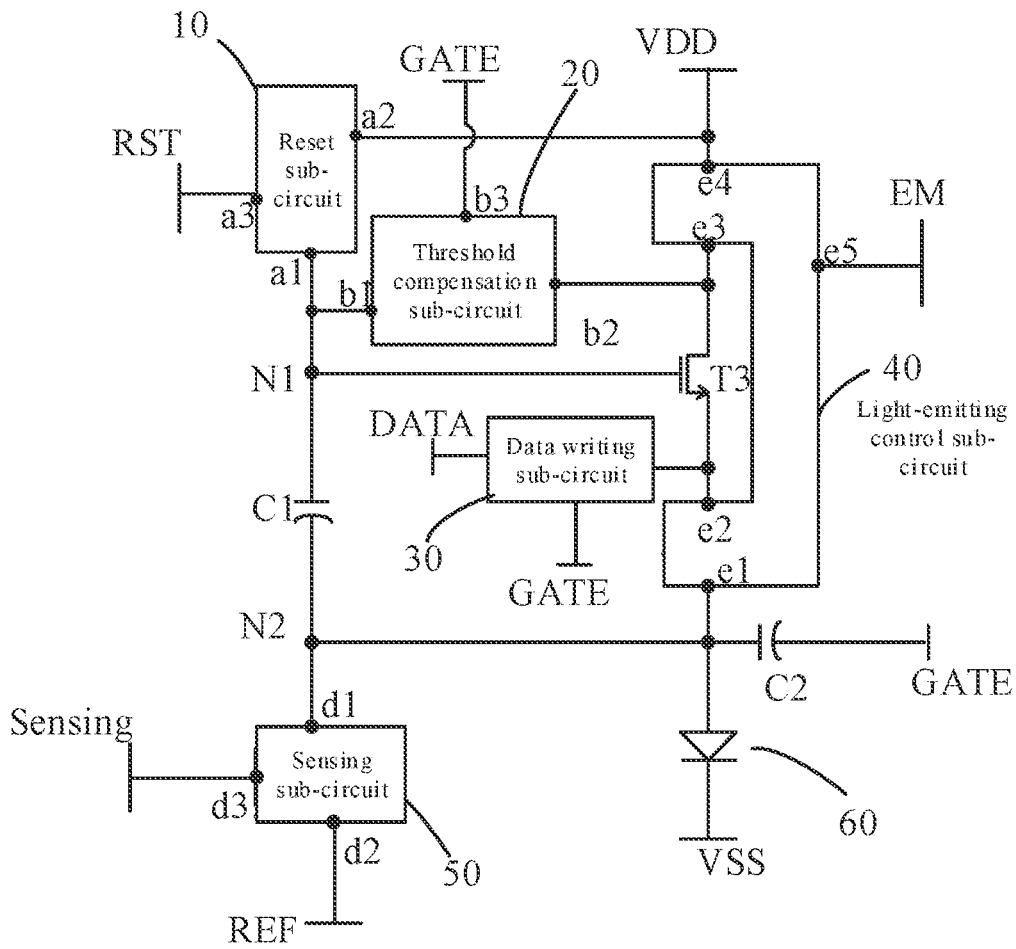 10
GATE
VDD
20
a2
RST
Reset
sub-
circuit
e4
EM
a3
b3
e3
e5
a1
Threshold
compensation
sub-circuit
b1
b2
N1
T3
40
Light-emitting
control sub-
circuit
DATA
Data writing
sub-circuit
C1
30
e2
GATE
e1
N2
C2
GATE
d1
Sensing
Sensing
sub-circuit
d3
60
d2
50
VSS
REF